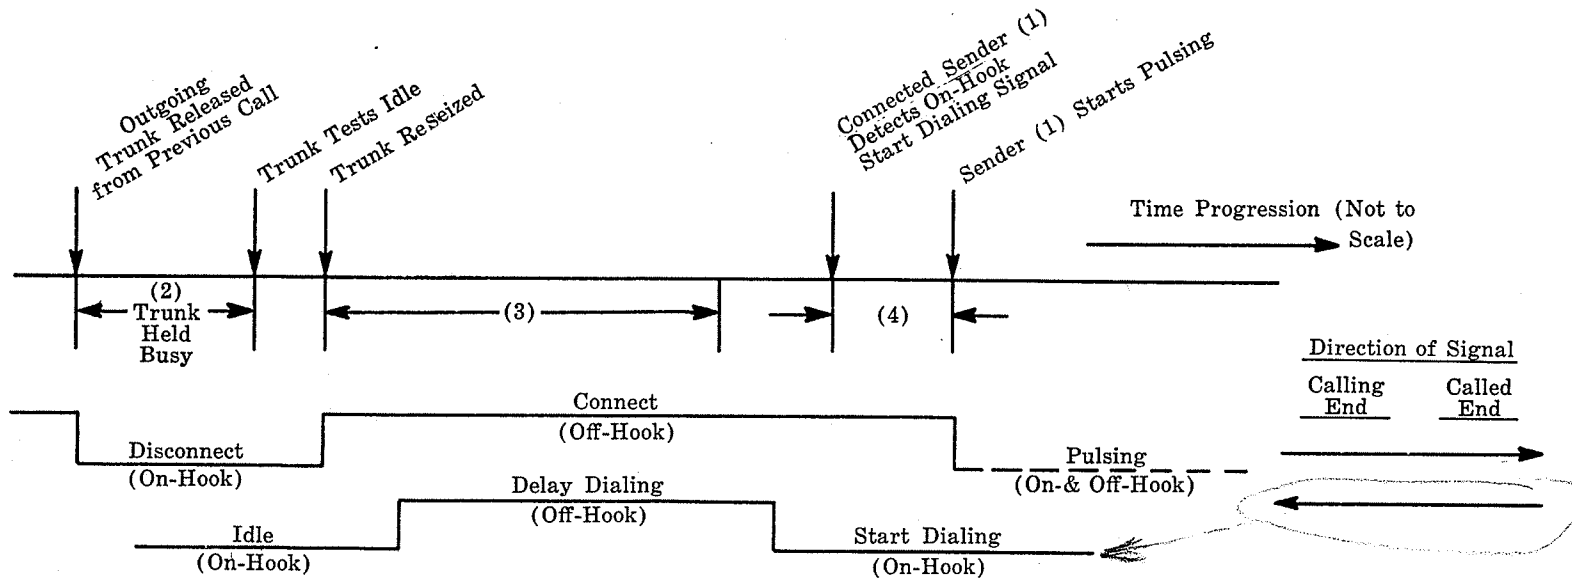 Outgoing
Trunk Released
from Previous Call
Trunk Tests Idle
Trunk ReSeized
Connected Sender (1)
Detects On-Hook
Start Dialing Signal
Sender (1) Starts Pulsing
Time Progression (Not to
Scale)
(2)
Trunk
Held
Busy
(3)
(4)
Direction of Signal
Calling
End
Called
End
Connect
(Off-Hook)
Disconnect
(On-Hook)
Pulsing
(On-& Off-Hook)
Delay Dialing
(Off-Hook)
Idle
(On-Hook)
Start Dialing
(On-Hook)